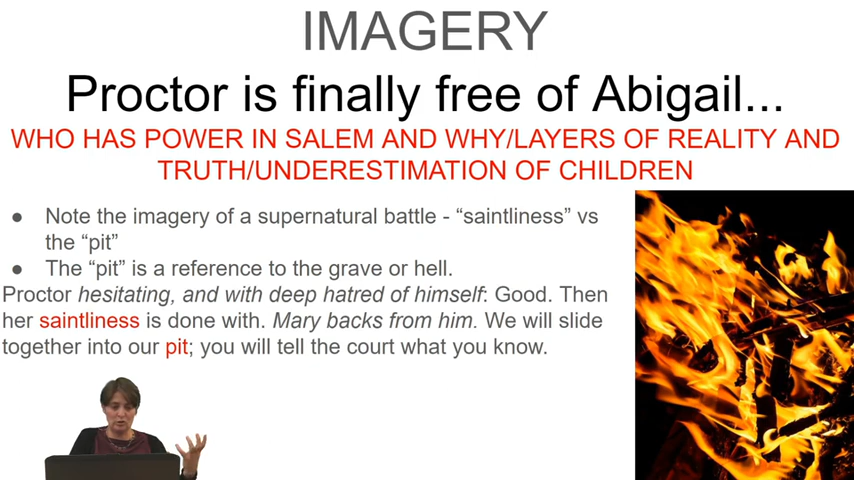 IMAGERY
Proctor is finally free of Abigail...
WHO HAS POWER IN SALEM AND WHY/LAYERS OF REALITY AND
TRUTH/UNDERESTIMATION OF CHILDREN
● Note the imagery of a supernatural battle - “saintliness” vs
the “pit”
● The “pit” is a reference to the grave or hell.
Proctor hesitating, and with deep hatred of himself: Good. Then
her saintliness is done with. Mary backs from him. We will slide
together into our pit; you will tell the court what you know.